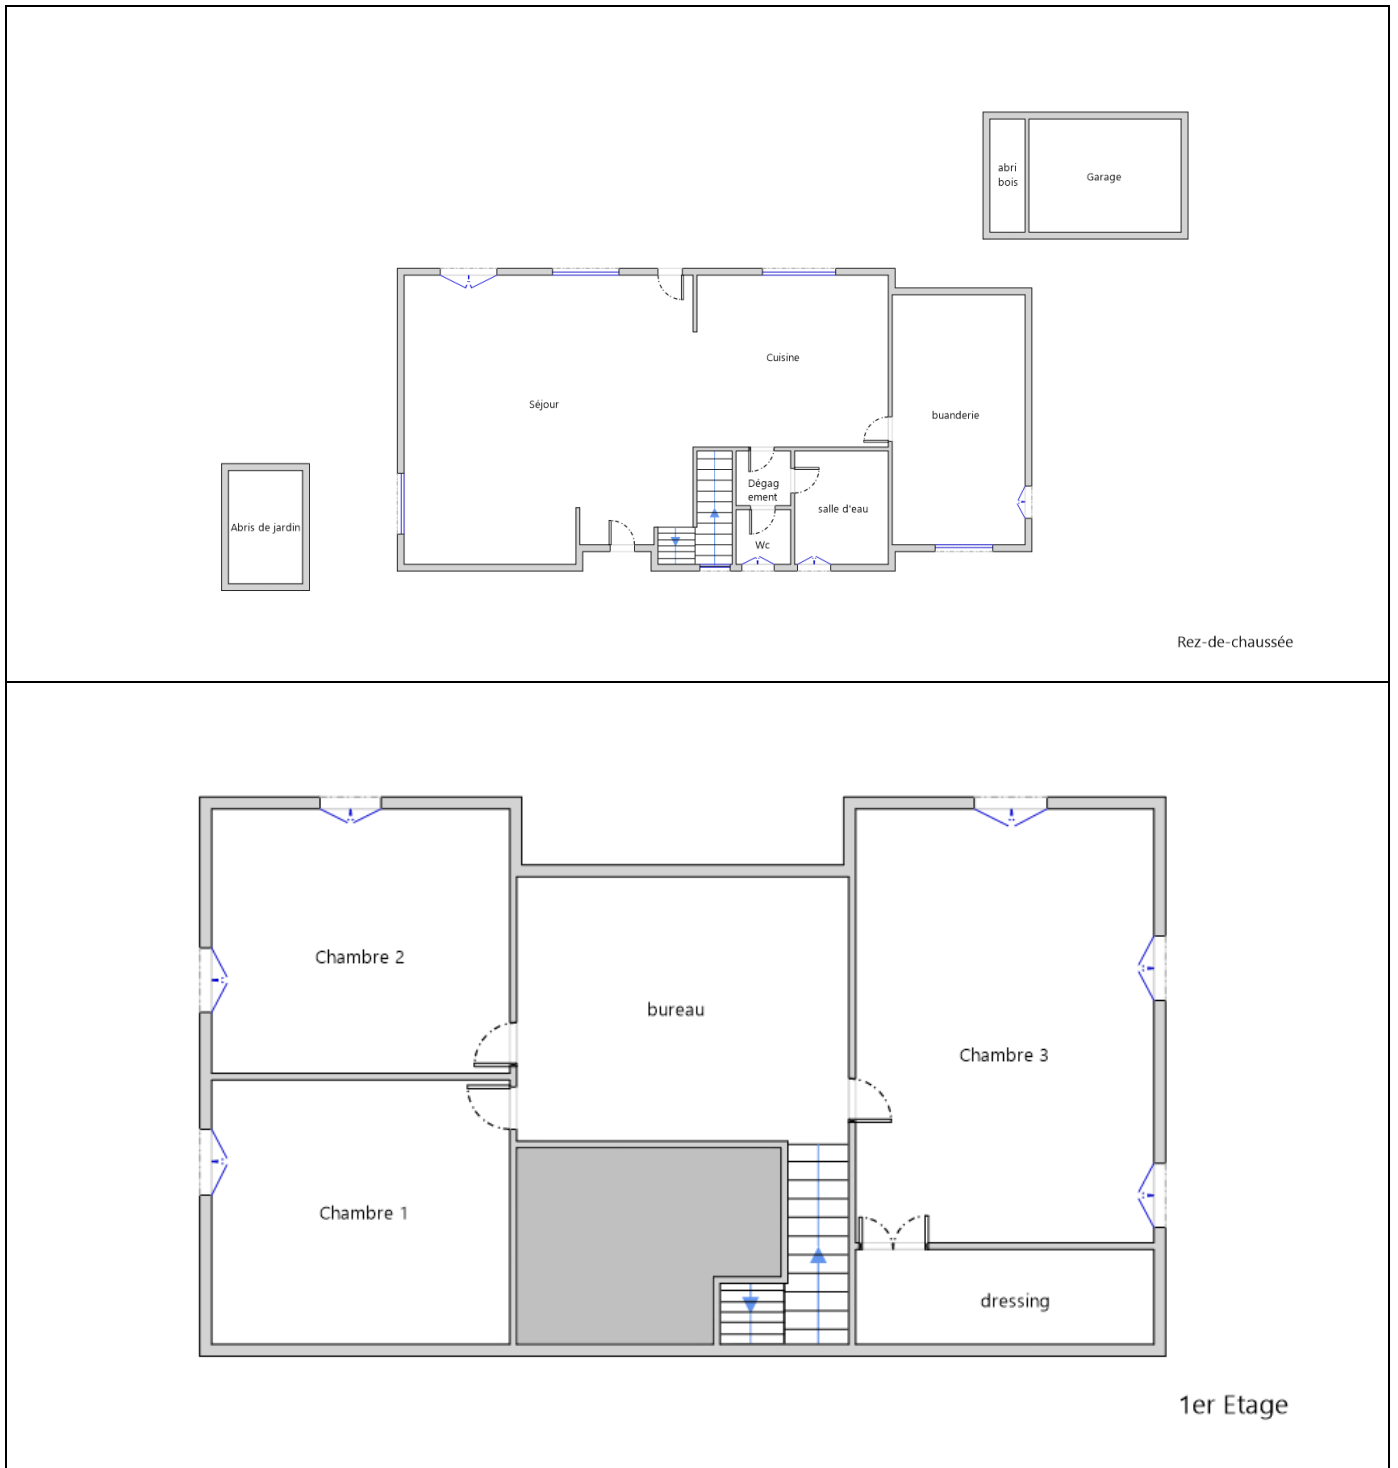 abri
bois
Garage
Cuisine
Séjour
buanderie
Dégag
ement
salle d'eau
Abris de jardin
Wc
Rez-de-chaussée
Chambre 2
bureau
Chambre 3
Chambre 1
dressing
1er Etage